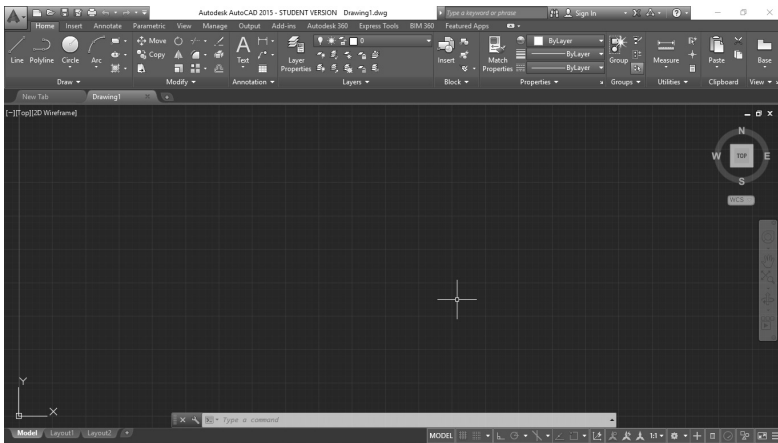 Autodesk AutoCAD 2015 - STUDENT VERSION Drawing1.dwg
Type a keyword or phrase
Sign In
Home Insert Annotate Parametric View Manage Output Add-ins Autodesk 360 Express Tools BIM 360 Featured Apps
Line Polyline Circle Arc
Move
Copy
Text
Layer
Properties
0
Insert
Match
Properties
ByLayer
ByLayer
ByLayer
Group
Measure
Paste
Base
Draw Modify Annotation Layers Block Properties Groups Utilities Clipboard View
New Tab Drawing1
[−][Top][2D Wireframe]
N
W TOP E
S
WCS
Y
X
Type a command
Model Layout1 Layout2
MODEL
1:1